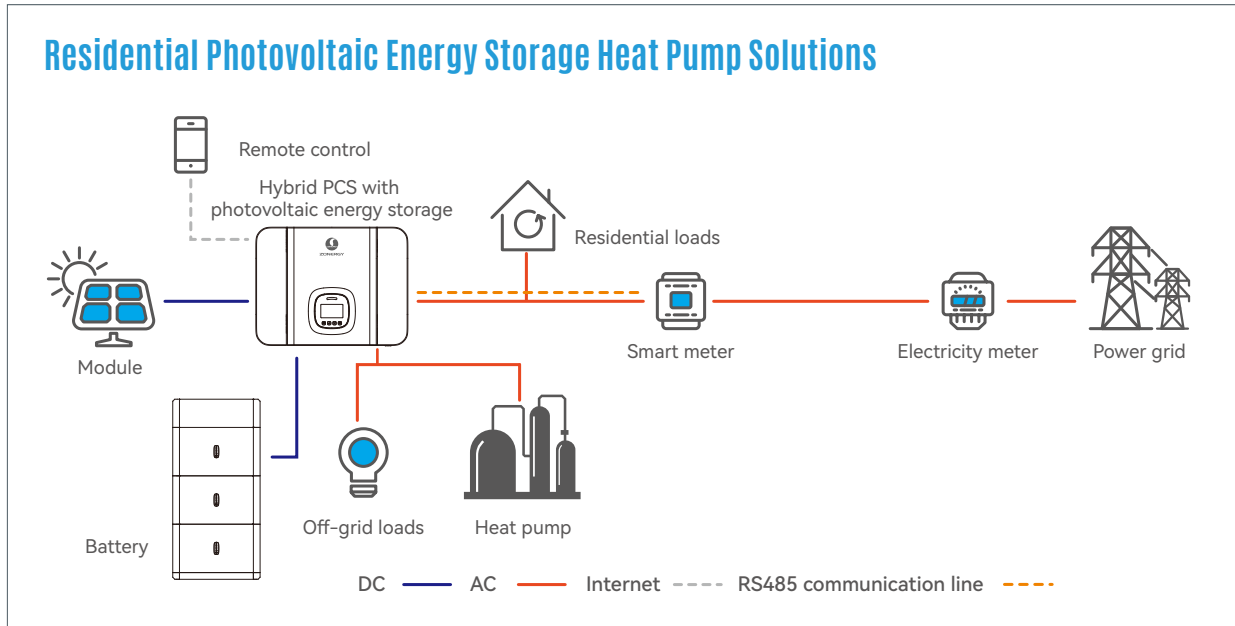 Residential Photovoltaic Energy Storage Heat Pump Solutions
Remote control
Hybrid PCS with
photovoltaic energy storage
ZONERGY
Residential loads
Module
Smart meter
Electricity meter
Power grid
Battery
Off-grid loads
Heat pump
DC
AC
Internet
RS485 communication line